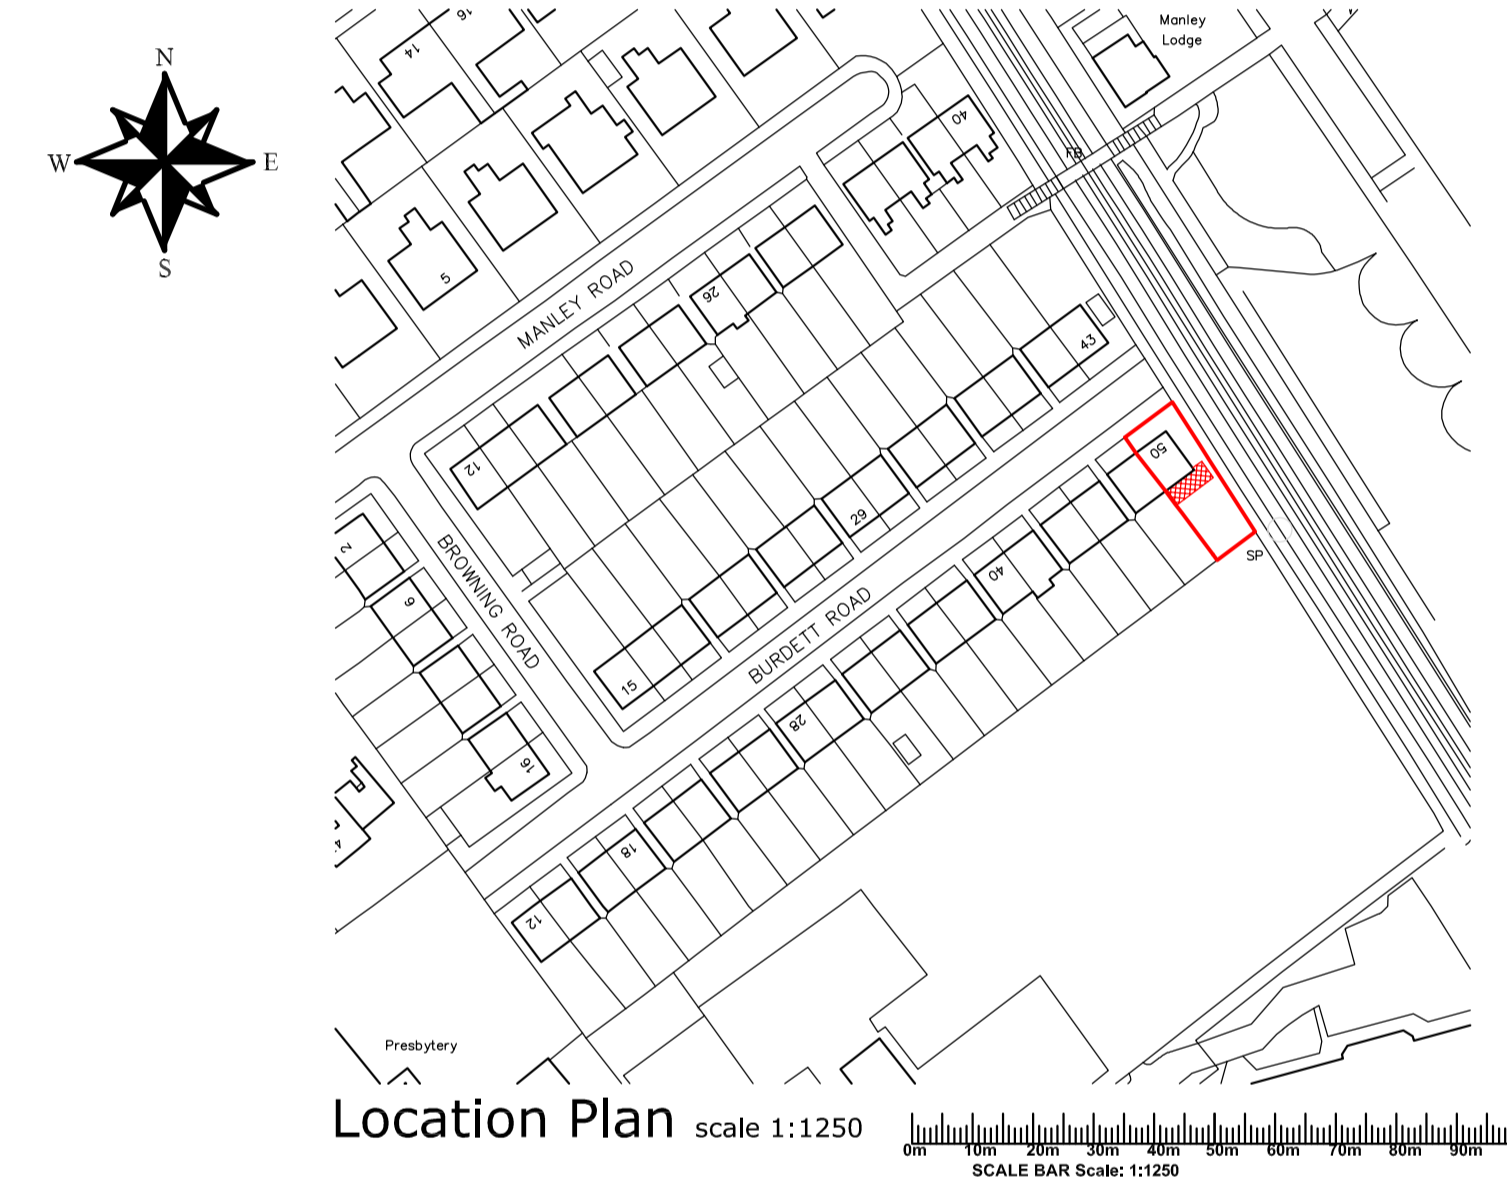 N
W
E
S
Manley
Lodge
16
14
40
FB
5
MANLEY ROAD
26
43
12
50
2
BROWNING ROAD
29
SP
6
40
BURDETT ROAD
15
28
16
18
12
Presbytery
Location Plan scale 1:1250
0m 10m 20m 30m 40m 50m 60m 70m 80m 90m
SCALE BAR Scale: 1:1250